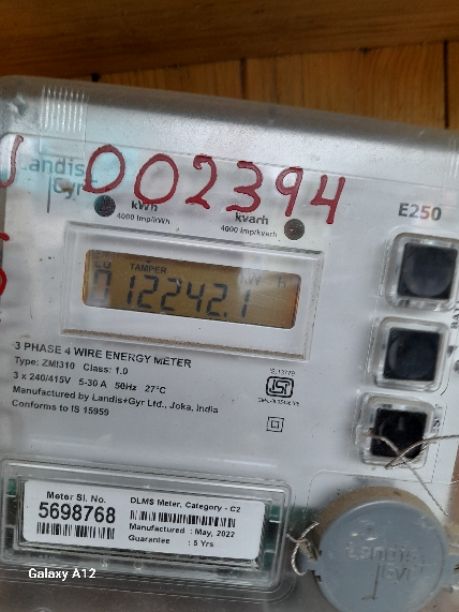 002394
Landis
Gyr
kWh
4000 Imp/kWh
kvarh
4000 Imp/kvarh
E250
TAMPER
012242.1
3 PHASE 4 WIRE ENERGY METER
Type: ZMI310 Class: 1.0
3 x 240/415V 5-30 A 50Hz 27°C
Manufactured by Landis+Gyr Ltd., Joka, India
Conforms to IS 15959
Meter Sl. No.
5698768
DLMS Meter, Category - C2
Manufactured : May, 2022
Guarantee : 5 Yrs
Landis
Gyr
Galaxy A12